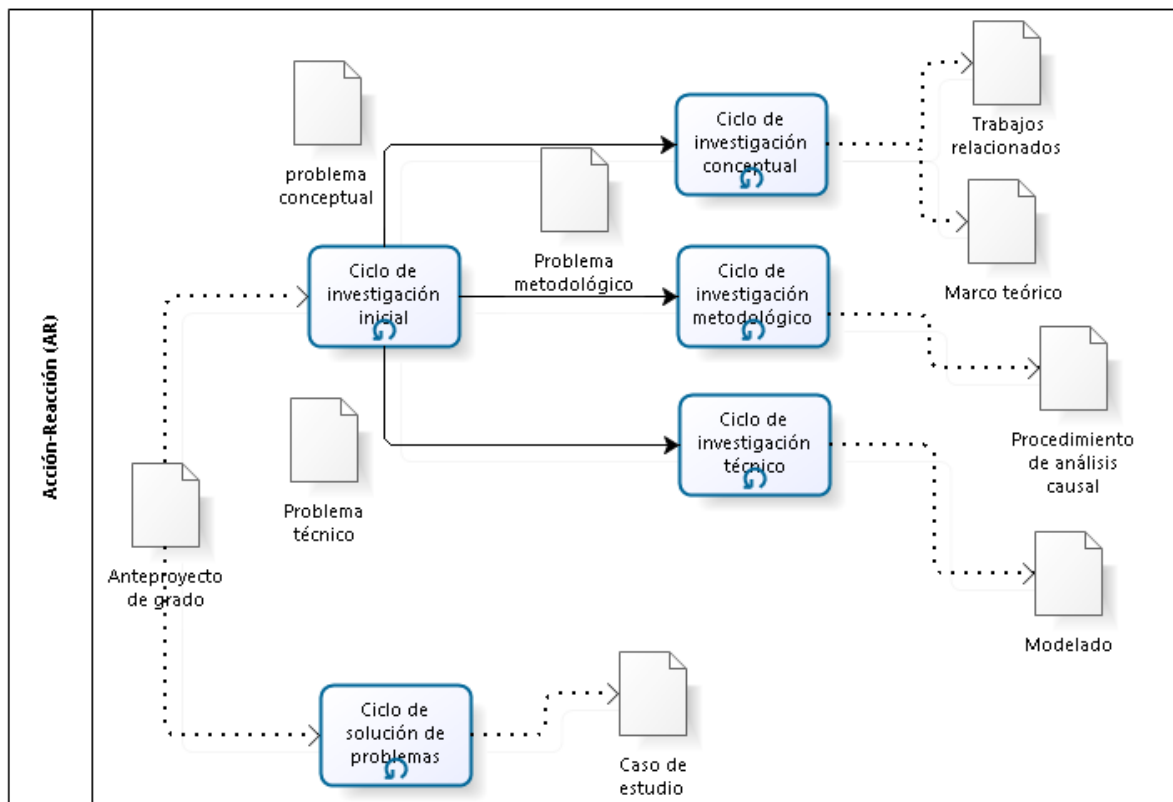 Acción-Reacción (AR)
problema
conceptual
Ciclo de
investigación
conceptual
Trabajos
relacionados
Marco teórico
Ciclo de
investigación
inicial
Problema
metodológico
Ciclo de
investigación
metodológico
Procedimiento
de análisis
causal
Problema
técnico
Ciclo de
investigación
técnico
Modelado
Anteproyecto
de grado
Ciclo de
solución de
problemas
Caso de
estudio